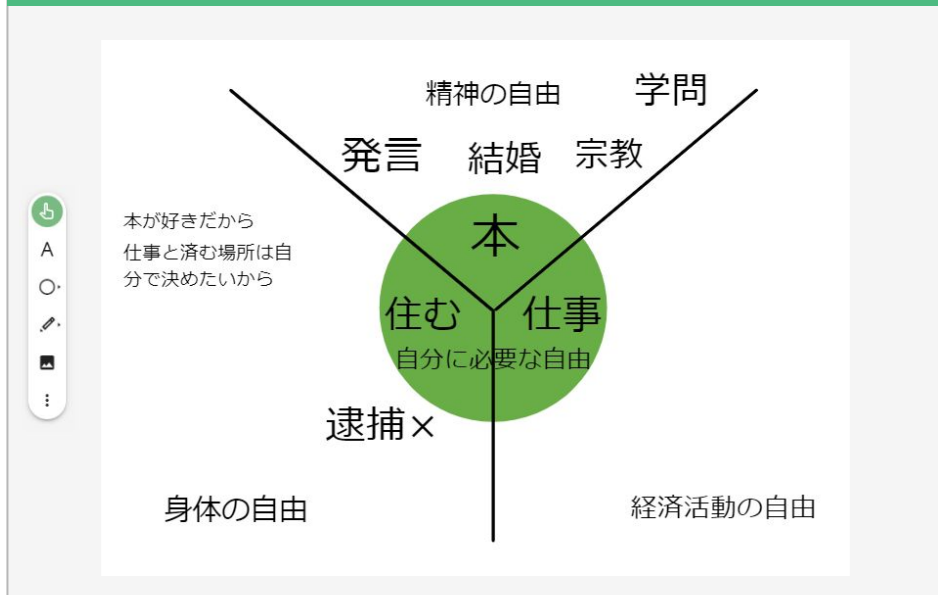 精神の自由
学問
発言
結婚
宗教
本
本が好きだから
仕事と済む場所は自
分で決めたいから
住む
仕事
自分に必要な自由
逮捕×
身体の自由
経済活動の自由
A